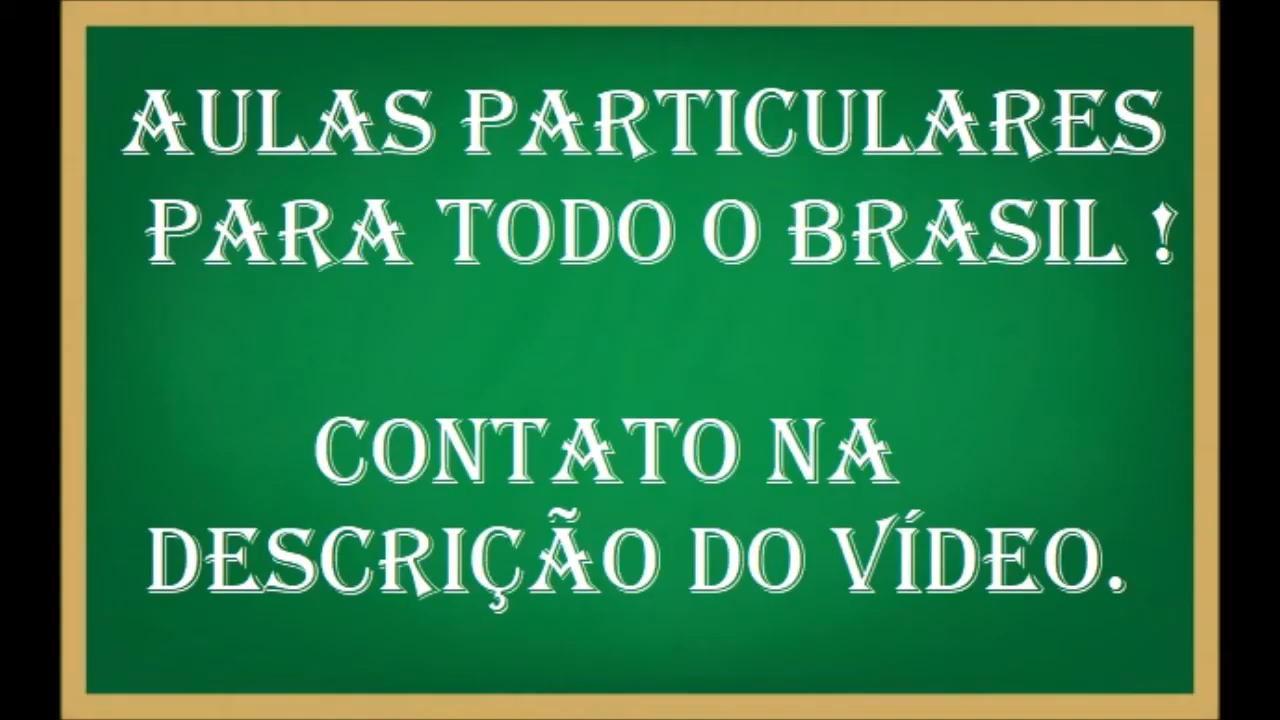 AULAS PARTICULARES
PARA TODO O BRASIL !
CONTATO NA
DESCRIÇÃO DO VÍDEO.